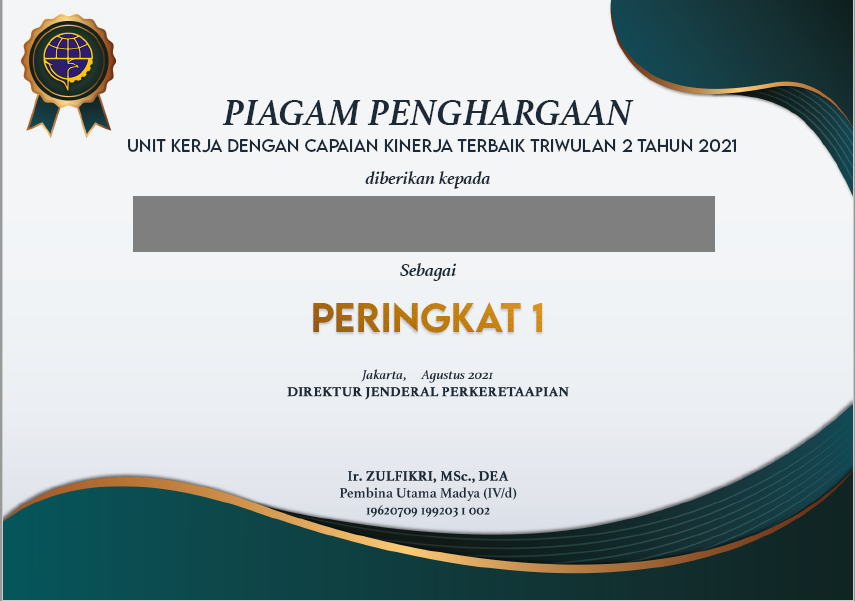 PIAGAM PENGHARGAAN
UNIT KERJA DENGAN CAPAIAN KINERJA TERBAIK TRIWULAN 2 TAHUN 2021
diberikan kepada
Sebagai
PERINGKAT 1
Jakarta, Agustus 2021
DIREKTUR JENDERAL PERKERETAAPIAN
Ir. ZULFIKRI, MSc., DEA
Pembina Utama Madya (IV/d)
19620709 199203 1 002